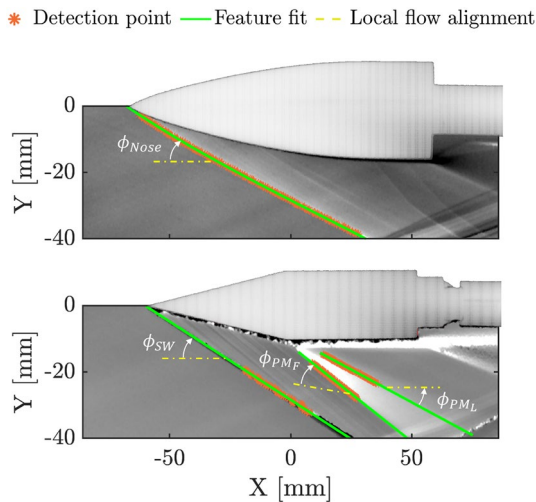 Detection point Feature fit Local flow alignment
0
-20
-40
Y [mm]
ϕNose
0
-20
-40
Y [mm]
ϕSW
ϕPMF
ϕPML
-50 0 50
X [mm]